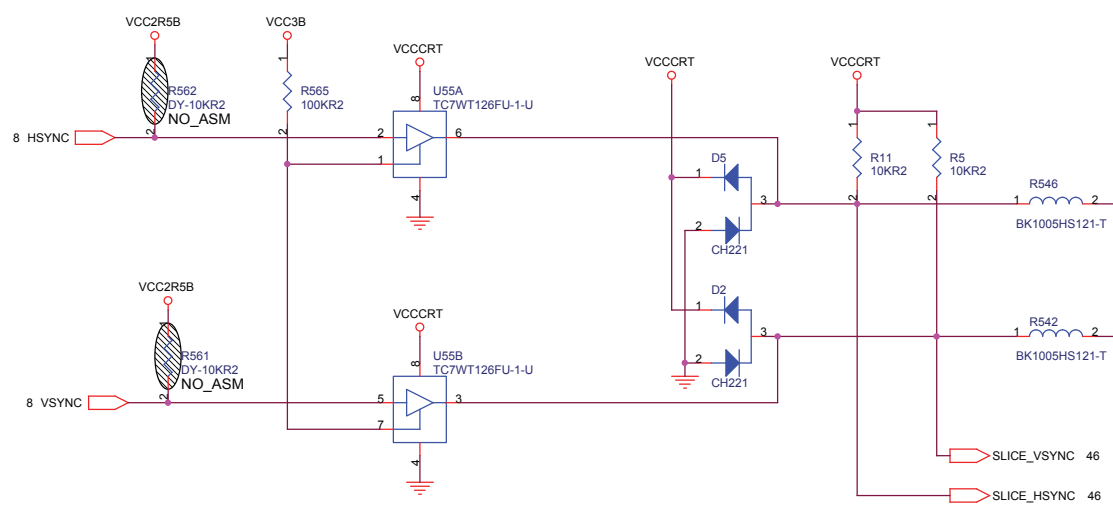 VCC2R5B
VCC3B
VCCCRT
VCCCRT
VCCCRT
1
R562
DY-10KR2
NO_ASM
2
1
R565
100KR2
2
8
U55A
TC7WT126FU-1-U
8 HSYNC
2
6
1
4
D5
1
3
2
CH221
1
R11
10KR2
2
1
R5
10KR2
2
R546
1
2
BK1005HS121-T
VCC2R5B
VCCCRT
1
R561
DY-10KR2
NO_ASM
2
8
U55B
TC7WT126FU-1-U
8 VSYNC
5
3
7
4
D2
1
3
2
CH221
R542
1
2
BK1005HS121-T
SLICE_VSYNC 46
SLICE_HSYNC 46